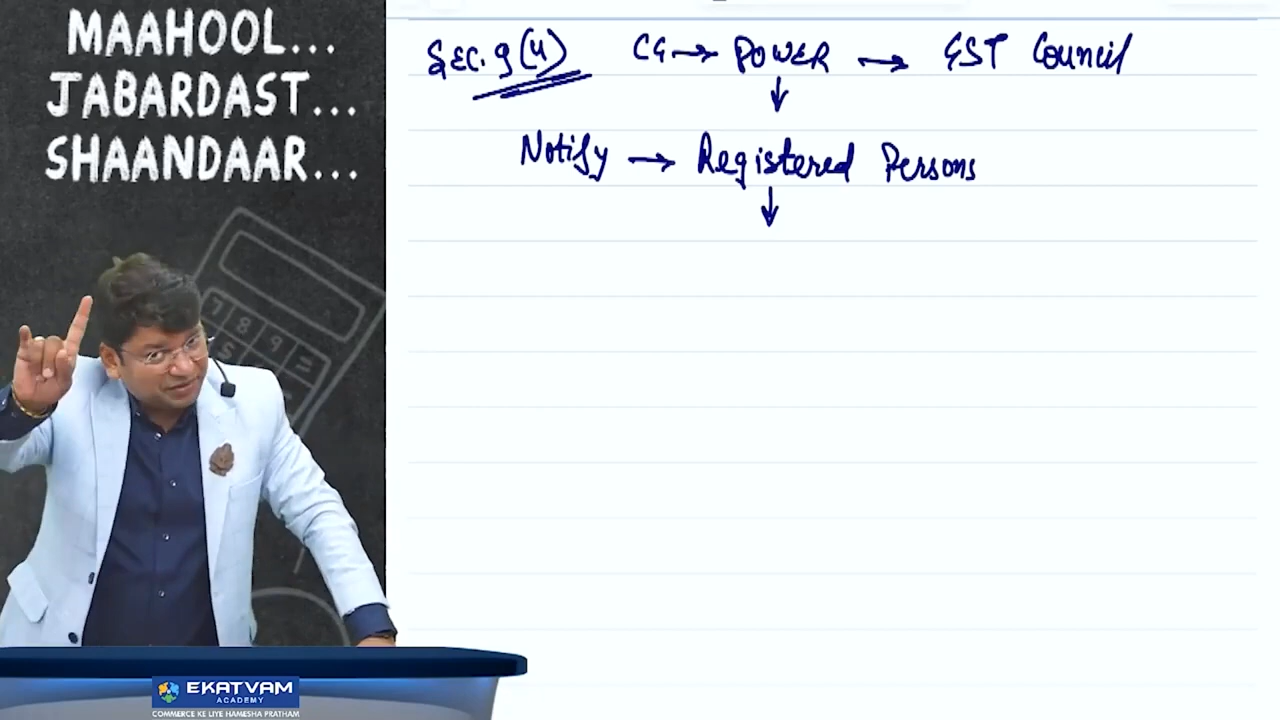 MAAHOOL...
JABARDAST...
SHAANDAAR...
SEC. 9(4) CG → POWER → GST Council
↓
Notify → Registered Persons
↓
EKATVAM
ACADEMY
COMMERCE KE LIYE HAMESHA PRATHAM